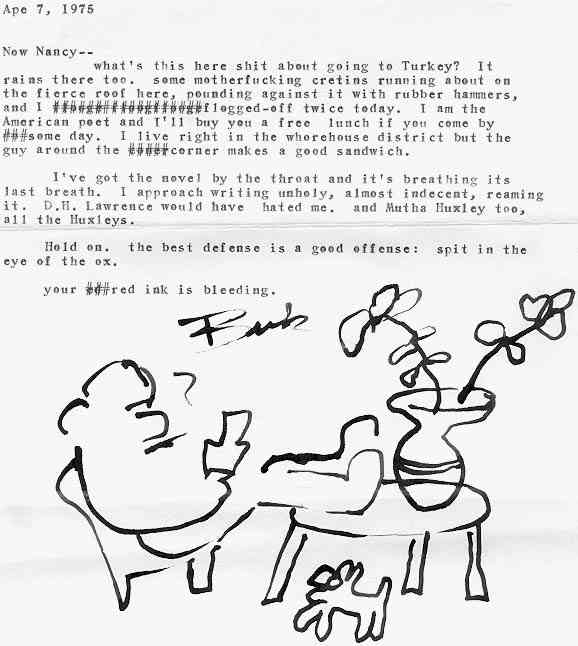 Ape 7, 1975
Now Nancy--
what's this here shit about going to Turkey? It
rains there too. some motherfucking cretins running about on
the fierce roof here, pounding against it with rubber hammers,
and I flogged-off twice today. I am the
American poet and I'll buy you a free lunch if you come by
some day. I live right in the whorehouse district but the
guy around the corner makes a good sandwich.
I've got the novel by the throat and it's breathing its
last breath. I approach writing unholy, almost indecent, reaming
it. D.H. Lawrence would have hated me. and Mutha Huxley too,
all the Huxleys.
Hold on. the best defense is a good offense: spit in the
eye of the ox.
your red ink is bleeding.
Buk